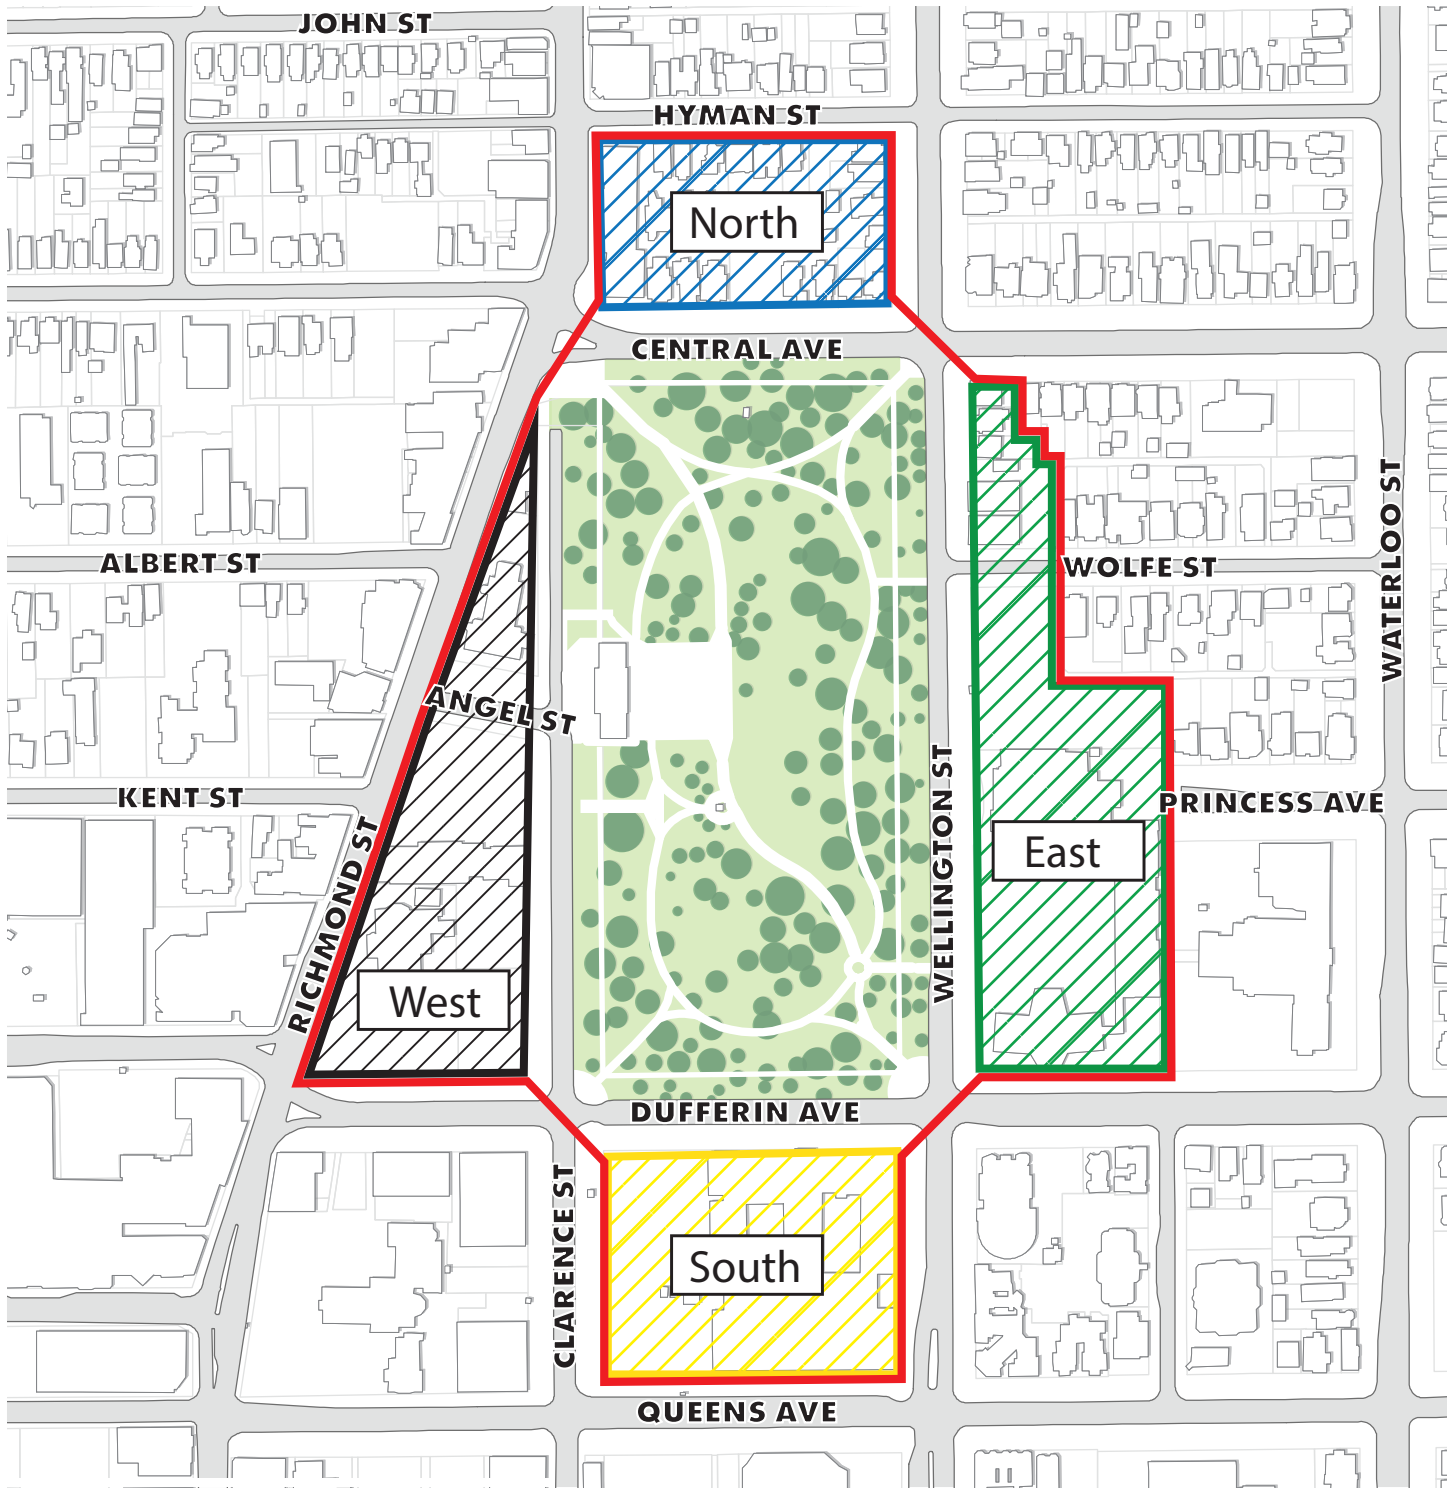 JOHN ST
HYMAN ST
North
CENTRAL AVE
ALBERT ST
WOLFE ST
WATERLOO ST
ANGEL ST
KENT ST
PRINCESS AVE
RICHMOND ST
WELLINGTON ST
East
West
DUFFERIN AVE
CLARENCE ST
South
QUEENS AVE